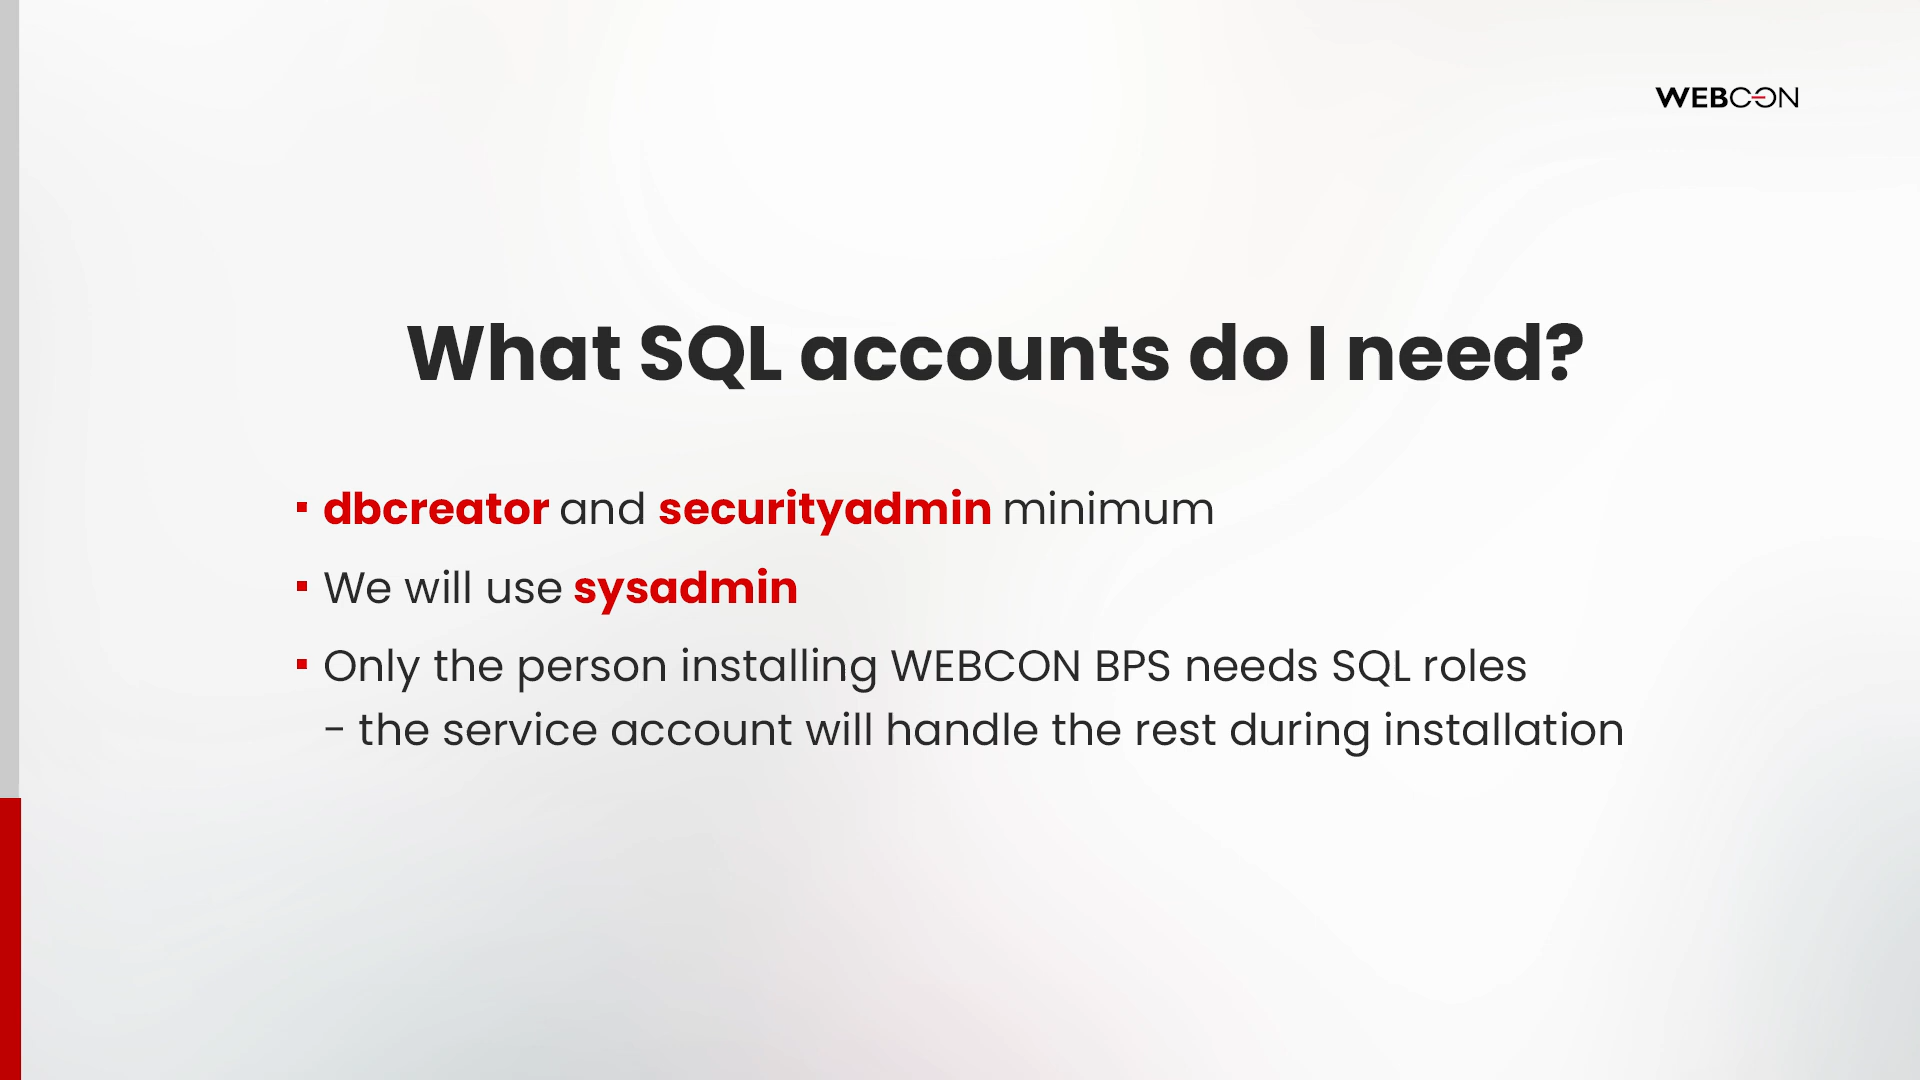 WEBCON
What SQL accounts do I need?
▪ dbcreator and securityadmin minimum
▪ We will use sysadmin
▪ Only the person installing WEBCON BPS needs SQL roles
– the service account will handle the rest during installation